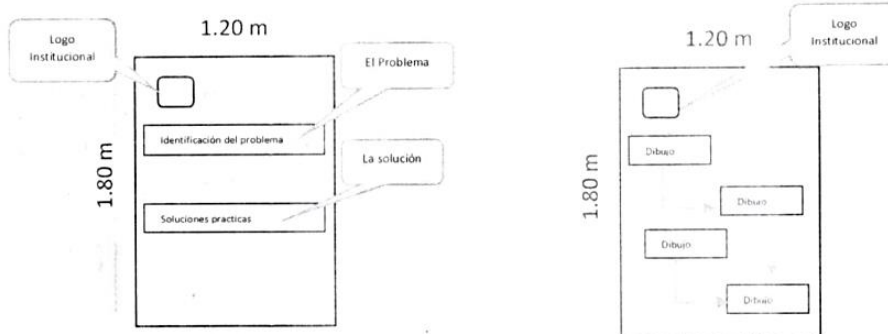 Logo
Institucional
1.20 m
El Problema
Identificación del problema
La solución
1.80 m
Soluciones practicas
Logo
Institucional
1.20 m
Dibujo
1.80 m
Dibujo
Dibujo
Dibujo